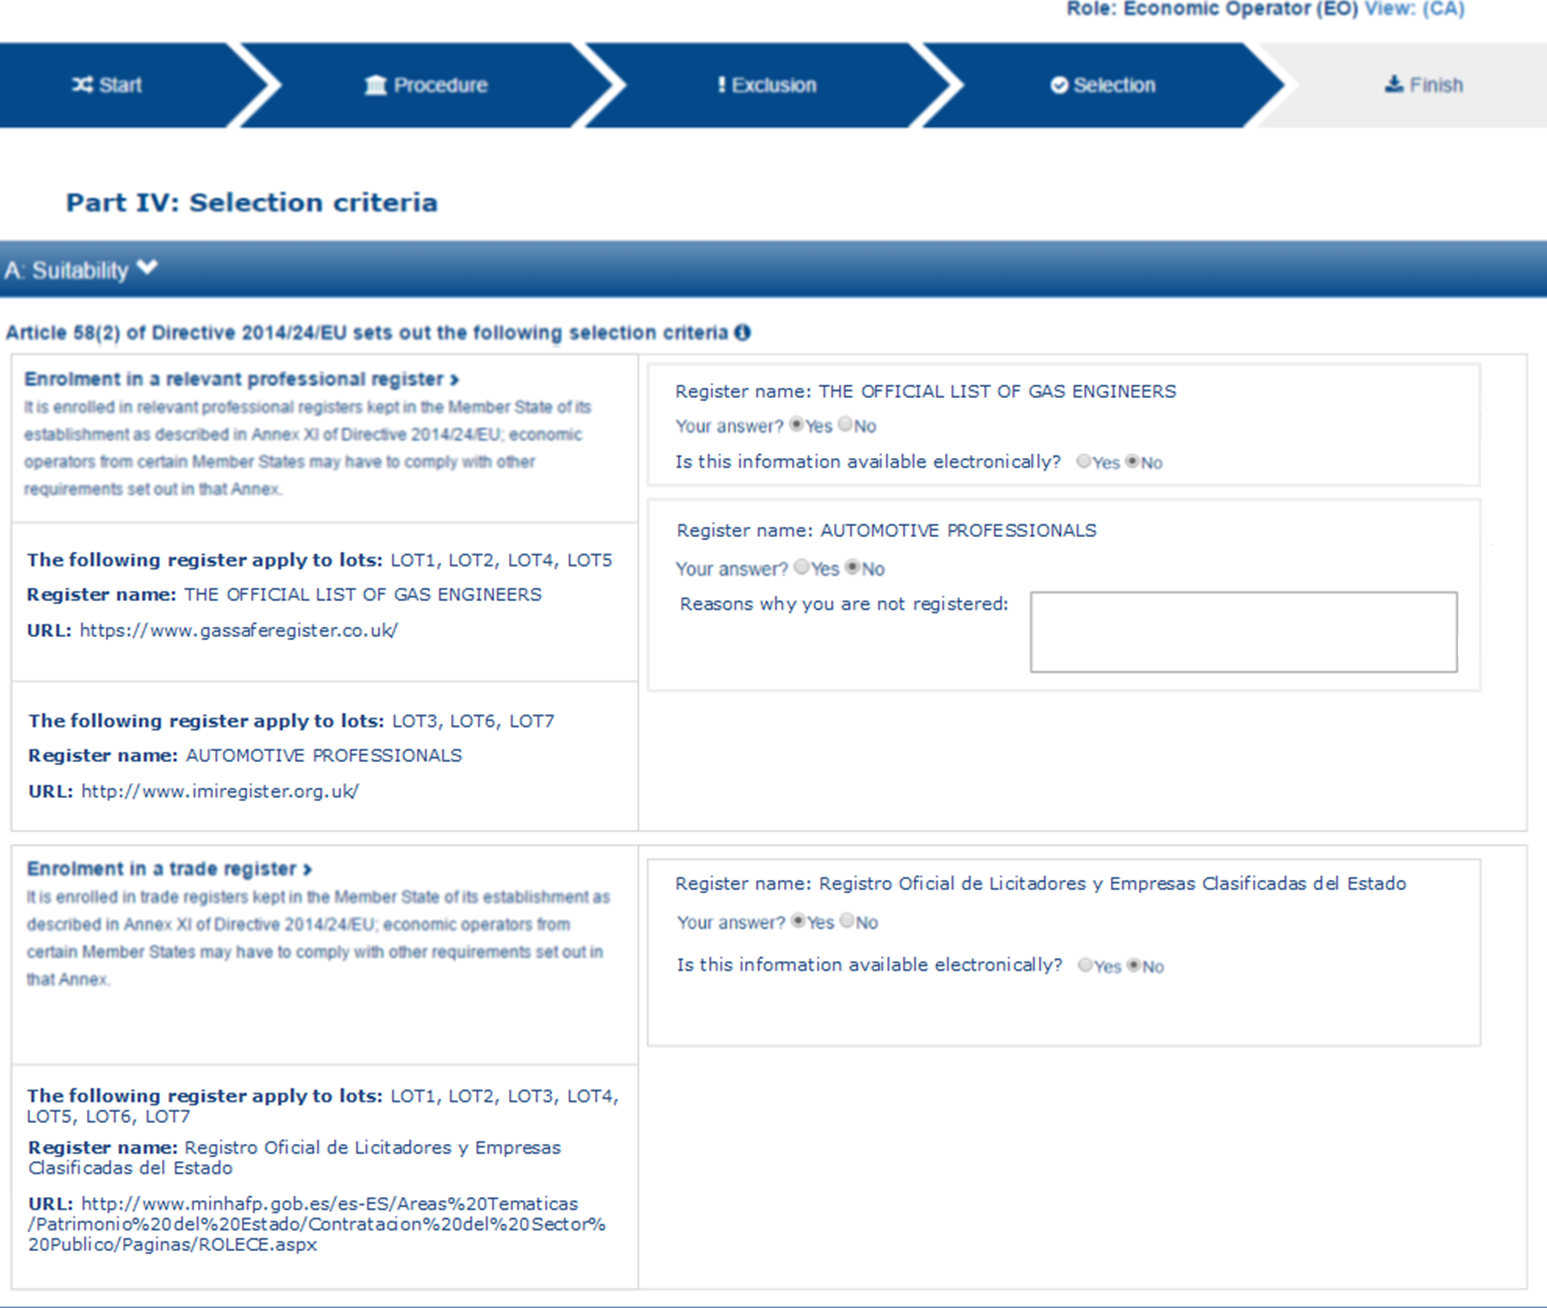 Role: Economic Operator (EO) View: (CA)
Start
Procedure
Exclusion
Selection
Finish
Part IV: Selection criteria
A: Suitability
Article 58(2) of Directive 2014/24/EU sets out the following selection criteria
Enrolment in a relevant professional register
It is enrolled in relevant professional registers kept in the Member State of its
establishment as described in Annex XI of Directive 2014/24/EU; economic
operators from certain Member States may have to comply with other
requirements set out in that Annex.
The following register apply to lots: LOT1, LOT2, LOT4, LOT5
Register name: THE OFFICIAL LIST OF GAS ENGINEERS
URL: https://www.gassaferegister.co.uk/
The following register apply to lots: LOT3, LOT6, LOT7
Register name: AUTOMOTIVE PROFESSIONALS
URL: http://www.imiregister.org.uk/
Register name: THE OFFICIAL LIST OF GAS ENGINEERS
Your answer? Yes No
Is this information available electronically? Yes No
Register name: AUTOMOTIVE PROFESSIONALS
Your answer? Yes No
Reasons why you are not registered:
Enrolment in a trade register
It is enrolled in trade registers kept in the Member State of its establishment as
described in Annex XI of Directive 2014/24/EU; economic operators from
certain Member States may have to comply with other requirements set out in
that Annex.
The following register apply to lots: LOT1, LOT2, LOT3, LOT4,
LOT5, LOT6, LOT7
Register name: Registro Oficial de Licitadores y Empresas
Clasificadas del Estado
URL: http://www.minhafp.gob.es/es-ES/Areas%20Tematicas
/Patrimonio%20del%20Estado/Contratacion%20del%20Sector%
20Publico/Paginas/ROLECE.aspx
Register name: Registro Oficial de Licitadores y Empresas Clasificadas del Estado
Your answer? Yes No
Is this information available electronically? Yes No